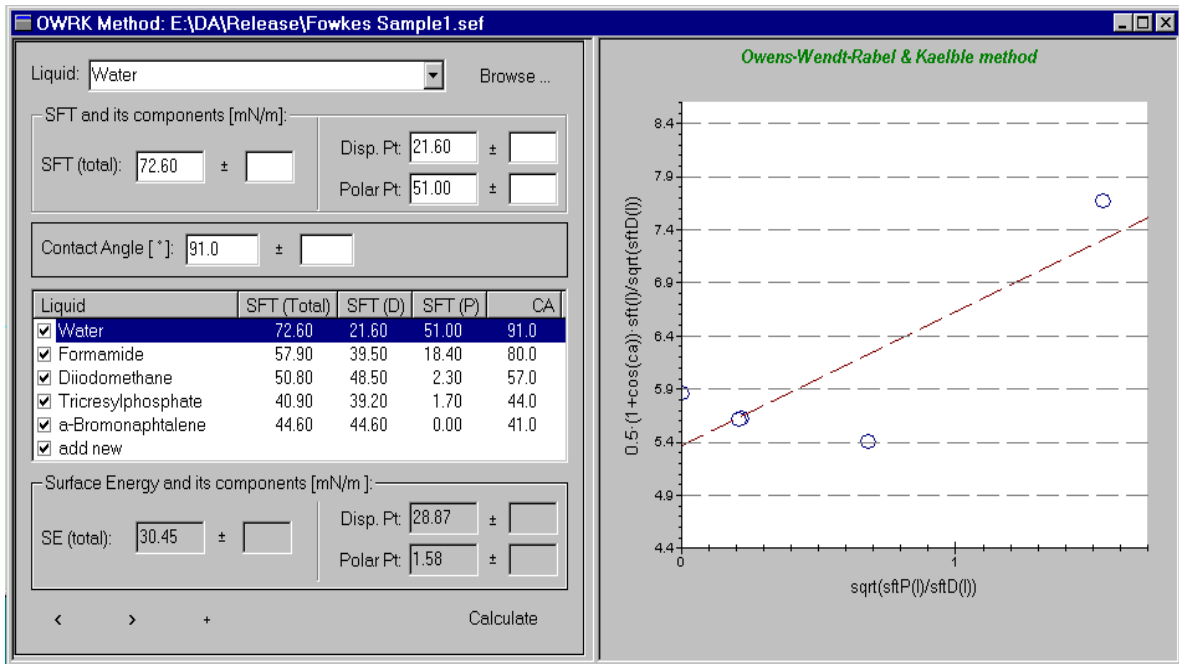 OWRK Method: E:\DA\Release\Fowkes Sample1.sef
Liquid: Water Browse ...
SFT and its components [mN/m]:
SFT (total): 72.60 ±
Disp. Pt: 21.60 ±
Polar Pt: 51.00 ±
Contact Angle [ ° ]: 91.0 ±
Liquid SFT (Total) SFT (D) SFT (P) CA
Water 72.60 21.60 51.00 91.0
Formamide 57.90 39.50 18.40 80.0
Diiodomethane 50.80 48.50 2.30 57.0
Tricresylphosphate 40.90 39.20 1.70 44.0
a-Bromonaphtalene 44.60 44.60 0.00 41.0
add new
Surface Energy and its components [mN/m ]:
SE (total): 30.45 ±
Disp. Pt: 28.87 ±
Polar Pt: 1.58 ±
< > + Calculate
Owens-Wendt-Rabel & Kaelble method
0.5·(1+cos(ca))·sft(l)/sqrt(sftD(l))
8.4
7.9
7.4
6.9
6.4
5.9
5.4
4.9
4.4
0 1
sqrt(sftP(l)/sftD(l))